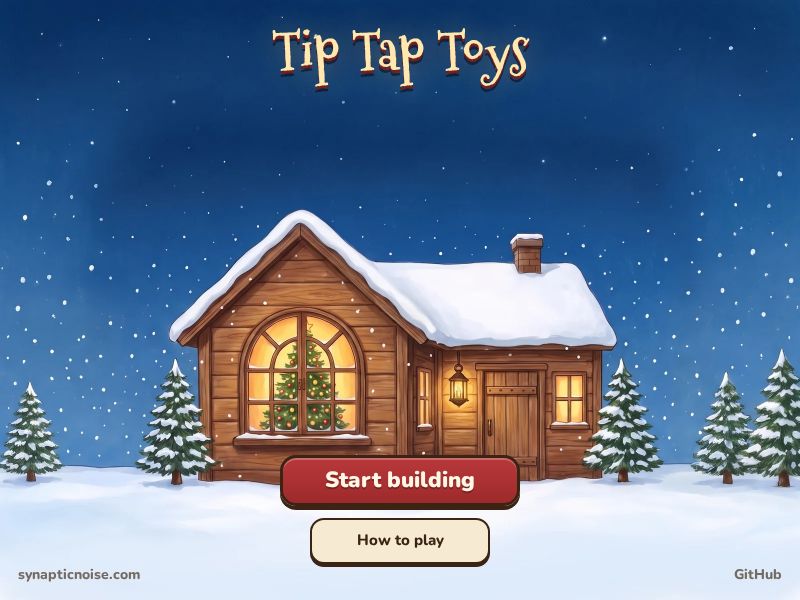 Tip Tap Toys
Start building
How to play
synapticnoise.com
GitHub